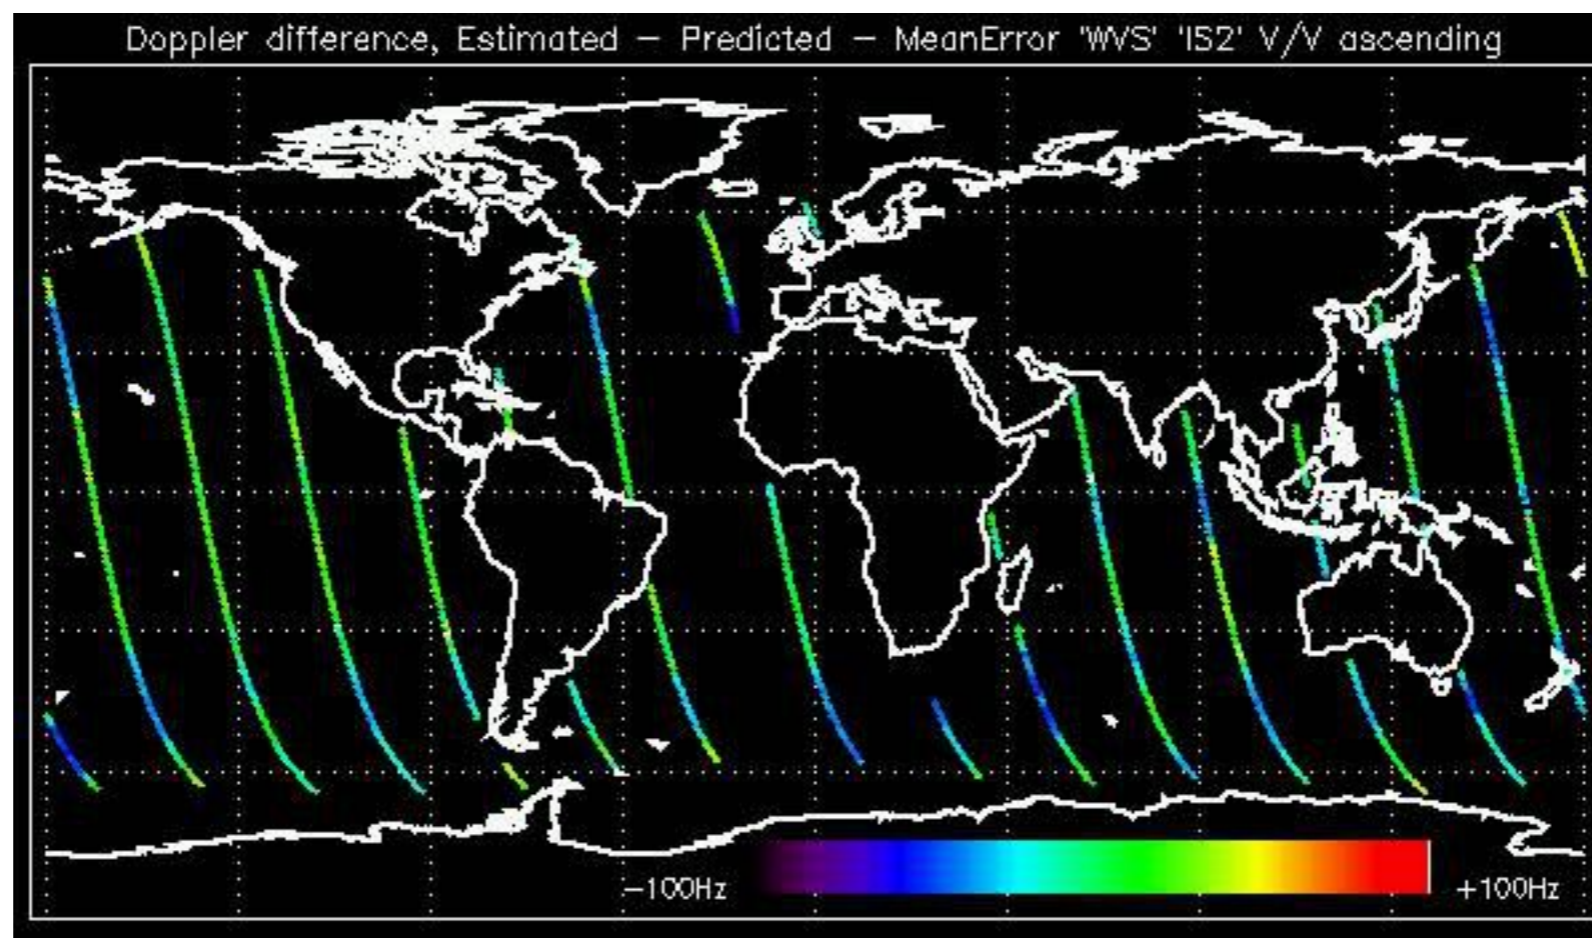 Doppler difference, Estimated – Predicted – MeanError 'WVS' 'IS2' V/V ascending
–100Hz
+100Hz